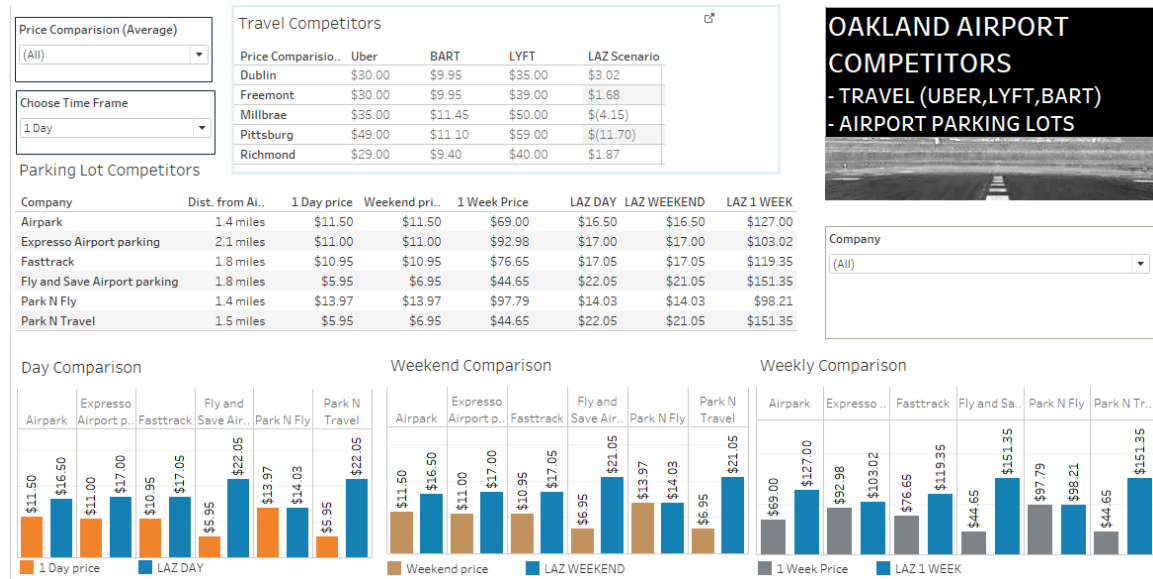 Price Comparision (Average)
(All)
Choose Time Frame
1 Day
Travel Competitors
Price Comparisio.. Uber BART LYFT LAZ Scenario
Dublin $30.00 $9.95 $35.00 $3.02
Freemont $30.00 $9.95 $39.00 $1.68
Millbrae $35.00 $11.45 $50.00 $(4.15)
Pittsburg $49.00 $11.10 $59.00 $(11.70)
Richmond $29.00 $9.40 $40.00 $1.87
OAKLAND AIRPORT
COMPETITORS
- TRAVEL (UBER,LYFT,BART)
- AIRPORT PARKING LOTS
Parking Lot Competitors
Company Dist. from Ai.. 1 Day price Weekend pri.. 1 Week Price LAZ DAY LAZ WEEKEND LAZ 1 WEEK
Airpark 1.4 miles $11.50 $11.50 $69.00 $16.50 $16.50 $127.00
Expresso Airport parking 2.1 miles $11.00 $11.00 $92.98 $17.00 $17.00 $103.02
Fasttrack 1.8 miles $10.95 $10.95 $76.65 $17.05 $17.05 $119.35
Fly and Save Airport parking 1.8 miles $5.95 $6.95 $44.65 $22.05 $21.05 $151.35
Park N Fly 1.4 miles $13.97 $13.97 $97.79 $14.03 $14.03 $98.21
Park N Travel 1.5 miles $5.95 $6.95 $44.65 $22.05 $21.05 $151.35
Company
(All)
Day Comparison
Airpark
Expresso
Airport p..
Fasttrack
Fly and
Save Air..
Park N Fly
Park N
Travel
$11.50 $16.50 $11.00 $17.00 $10.95 $17.05 $5.95 $22.05 $13.97 $14.03 $5.95 $22.05
1 Day price LAZ DAY
Weekend Comparison
Airpark
Expresso
Airport p..
Fasttrack
Fly and
Save Air..
Park N Fly
Park N
Travel
$11.50 $16.50 $11.00 $17.00 $10.95 $17.05 $6.95 $21.05 $13.97 $14.03 $6.95 $21.05
Weekend price LAZ WEEKEND
Weekly Comparison
Airpark Expresso .. Fasttrack Fly and Sa.. Park N Fly Park N Tr..
$69.00 $127.00 $92.98 $103.02 $76.65 $119.35 $44.65 $151.35 $97.79 $98.21 $44.65 $151.35
1 Week Price LAZ 1 WEEK